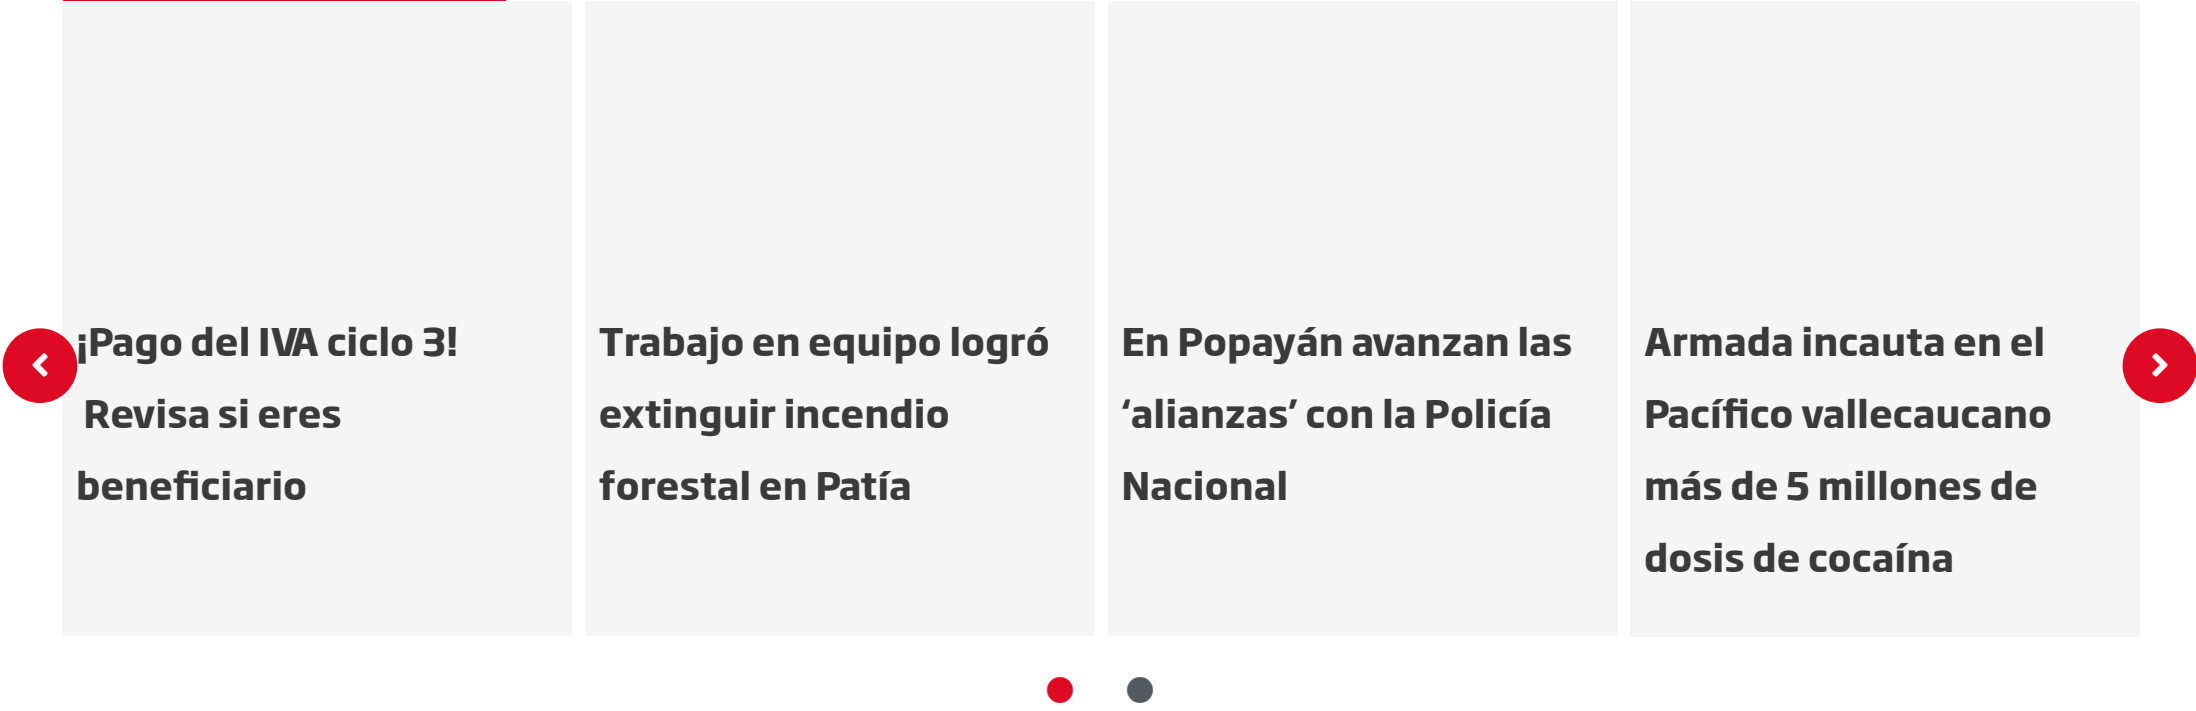 ¡Pago del IVA ciclo 3!
Revisa si eres
beneficiario
Trabajo en equipo logró
extinguir incendio
forestal en Patía
En Popayán avanzan las
‘alianzas’ con la Policía
Nacional
Armada incauta en el
Pacífico vallecaucano
más de 5 millones de
dosis de cocaína